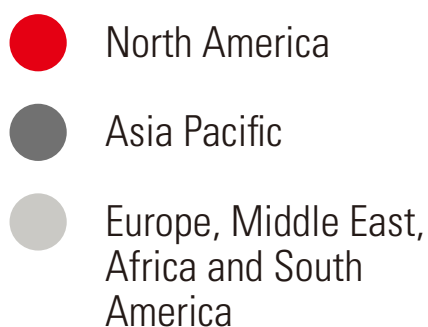 North America
Asia Pacific
Europe, Middle East,
Africa and South
America